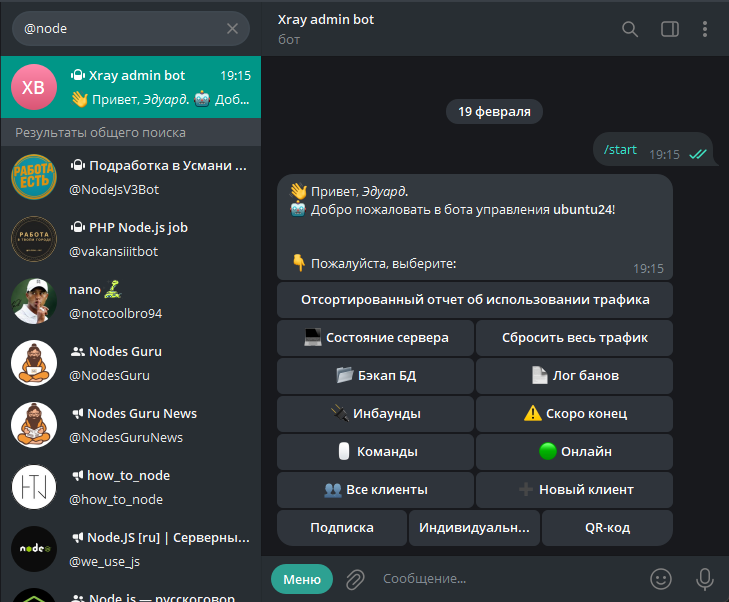 @node
XB
Xray admin bot
19:15
👋 Привет, Эдуард. 🤖 Доб...
Результаты общего поиска
РАБОТА ЕСТЬ
Подработка в Усмани ...
@NodeJsV3Bot
РАБОТА
В ТВОЕМ ГОРОДЕ
PHP Node.js job
@vakansiiitbot
nano 🐍
@notcoolbro94
Nodes Guru
@NodesGuru
Nodes Guru News
@NodesGuruNews
HTN
how_to_node
@how_to_node
node
Node.JS [ru] | Серверны...
@we_use_js
Node.js — русскоговор...
Xray admin bot
бот
19 февраля
/start 19:15
👋 Привет, Эдуард.
🤖 Добро пожаловать в бота управления ubuntu24!
👇 Пожалуйста, выберите:
19:15
Отсортированный отчет об использовании трафика
💻 Состояние сервера
Сбросить весь трафик
📂 Бэкап БД
📄 Лог банов
🔌 Инбаунды
⚠️ Скоро конец
🖱 Команды
🟢 Онлайн
👥 Все клиенты
➕ Новый клиент
Подписка
Индивидуальн...
QR-код
Меню
Сообщение...